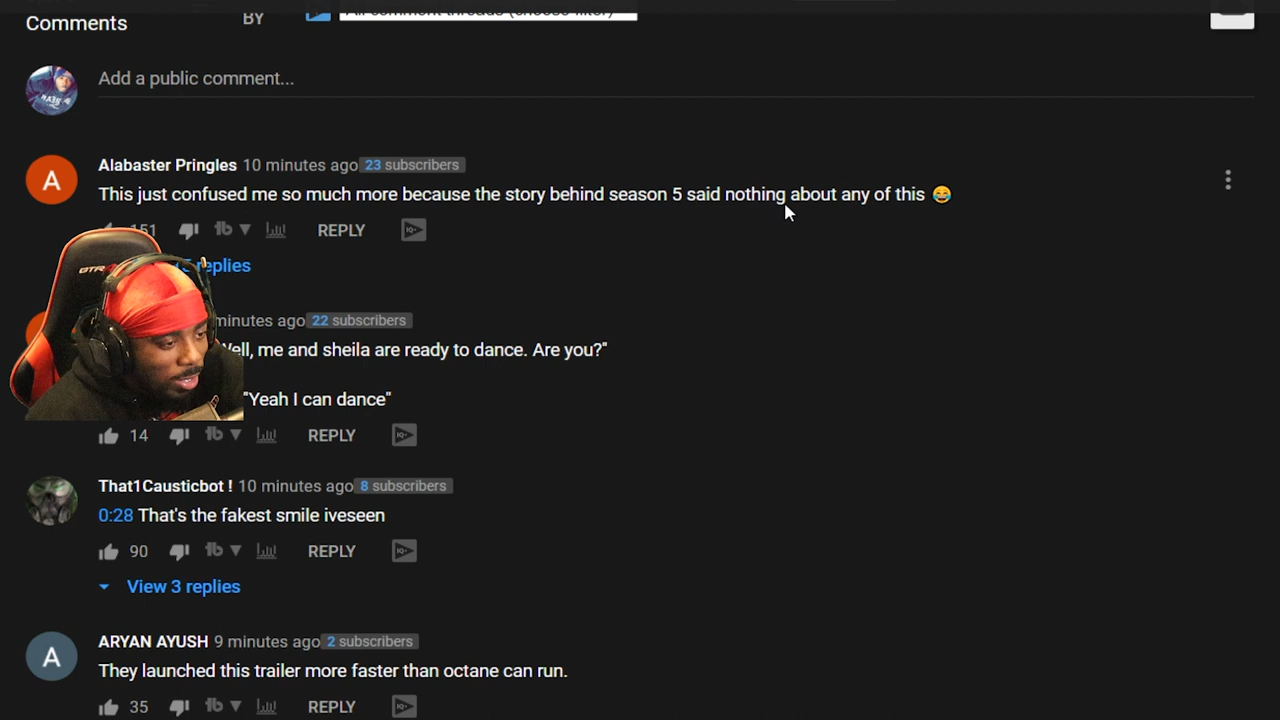 Comments
BY
Add a public comment...
Alabaster Pringles 10 minutes ago 23 subscribers
This just confused me so much more because the story behind season 5 said nothing about any of this 😂
151 REPLY
replies
minutes ago 22 subscribers
Well, me and sheila are ready to dance. Are you?"
"Yeah I can dance"
14 REPLY
That1Causticbot ! 10 minutes ago 8 subscribers
0:28 That's the fakest smile iveseen
90 REPLY
View 3 replies
ARYAN AYUSH 9 minutes ago 2 subscribers
They launched this trailer more faster than octane can run.
35 REPLY
A
A